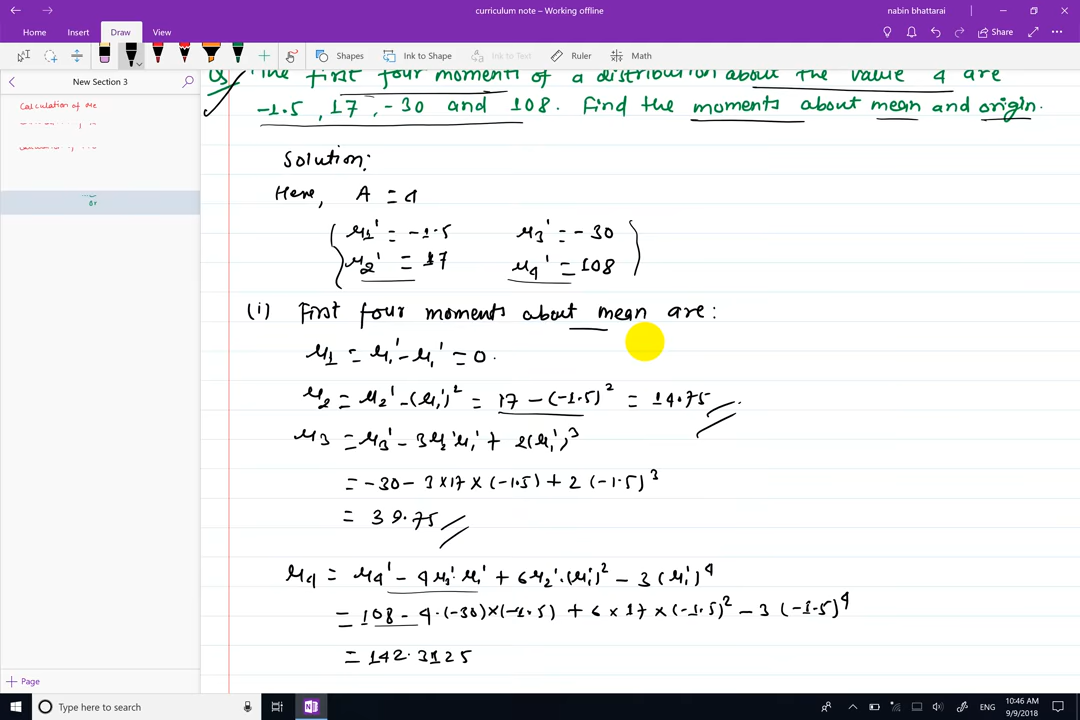 curriculum note – Working offline
nabin bhattarai
Home Insert Draw View
Share
Shapes Ink to Shape Ink to Text Ruler Math
New Section 3
Calculation of
Q. The first four moments of a distribution about the value 4 are
-1.5, 17, -30 and 108. Find the moments about mean and origin.
Solution:
Here, A = 4
μ1' = -1.5 μ3' = -30
μ2' = 17 μ4' = 108
(i) First four moments about mean are:
μ1 = μ1' - μ1' = 0.
μ2 = μ2' - (μ1')² = 17 - (-1.5)² = 14.75
μ3 = μ3' - 3μ2'μ1' + 2(μ1')³
= -30 - 3×17×(-1.5) + 2(-1.5)³
= 39.75
μ4 = μ4' - 4μ3'.μ1' + 6μ2'.(μ1')² - 3(μ1')⁴
= 108 - 4.(-30)×(-1.5) + 6×17×(-1.5)² - 3(-1.5)⁴
= 142.3125
+ Page
Type here to search
ENG
10:46 AM
9/9/2018